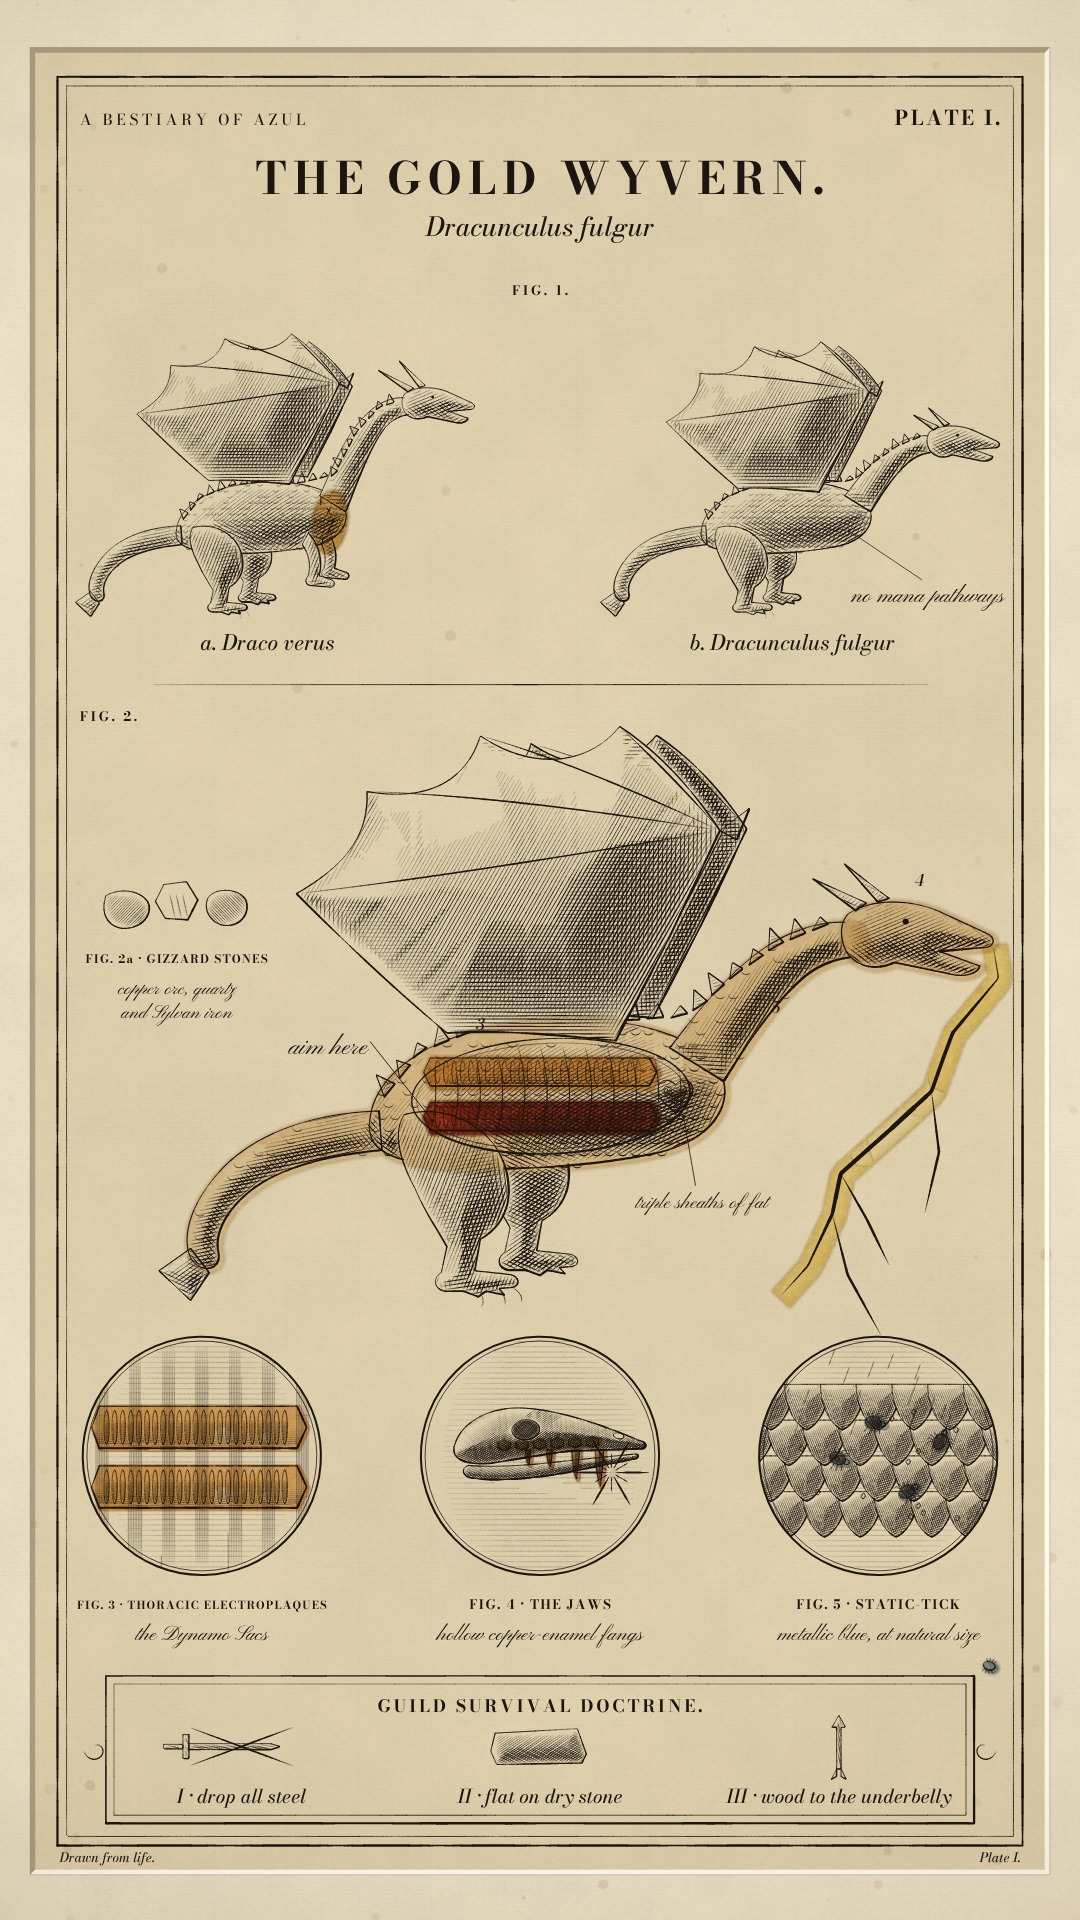 A BESTIARY OF AZUL
PLATE I.
THE GOLD WYVERN.
Dracunculus fulgur
FIG. 1.
no mana pathways
a. Draco verus
b. Dracunculus fulgur
FIG. 2.
4
FIG. 2a · GIZZARD STONES
copper ore, quartz
and Sylvan iron
5
3
aim here
triple sheaths of fat
FIG. 3 · THORACIC ELECTROPLAQUES
the Dynamo Sacs
FIG. 4 · THE JAWS
hollow copper-enamel fangs
FIG. 5 · STATIC-TICK
metallic blue, at natural size
GUILD SURVIVAL DOCTRINE.
I · drop all steel
II · flat on dry stone
III · wood to the underbelly
Drawn from life.
Plate I.